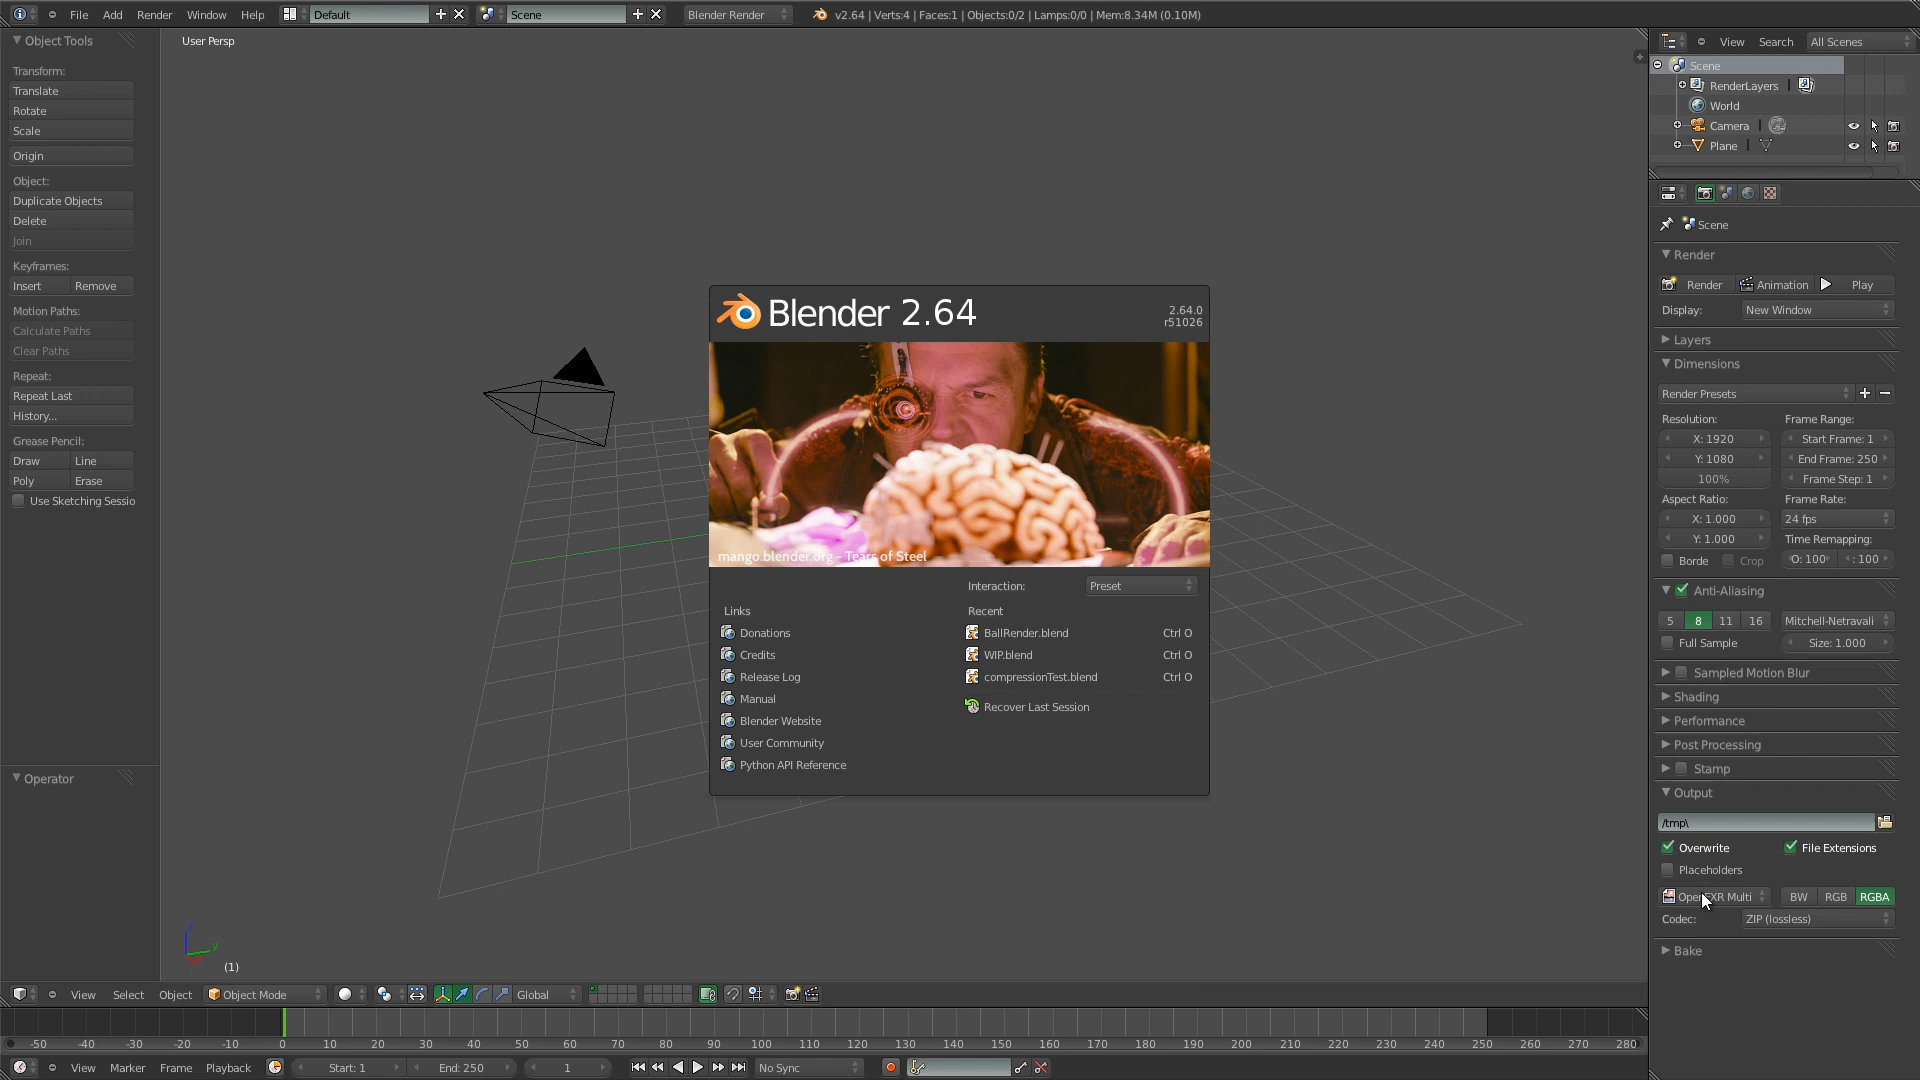 File Add Render Window Help Default Scene Blender Render v2.64 | Verts:4 | Faces:1 | Objects:0/2 | Lamps:0/0 | Mem:8.34M (0.10M)
Object Tools
Transform:
Translate
Rotate
Scale
Origin
Object:
Duplicate Objects
Delete
Join
Keyframes:
Insert Remove
Motion Paths:
Calculate Paths
Clear Paths
Repeat:
Repeat Last
History...
Grease Pencil:
Draw Line
Poly Erase
Use Sketching Sessio
Operator
User Persp
Blender 2.64
2.64.0
r51026
mango.blender.org - Tears of Steel
Interaction: Preset
Links Recent
Donations BallRender.blend Ctrl O
Credits WIP.blend Ctrl O
Release Log compressionTest.blend Ctrl O
Manual Recover Last Session
Blender Website
User Community
Python API Reference
z
y
(1)
View Select Object Object Mode Global
-50 -40 -30 -20 -10 0 10 20 30 40 50 60 70 80 90 100 110 120 130 140 150 160 170 180 190 200 210 220 230 240 250 260 270 280
View Marker Frame Playback Start: 1 End: 250 1 No Sync
View Search All Scenes
Scene
RenderLayers
World
Camera
Plane
Scene
Render
Render Animation Play
Display: New Window
Layers
Dimensions
Render Presets
Resolution: Frame Range:
X: 1920 Start Frame: 1
Y: 1080 End Frame: 250
100% Frame Step: 1
Aspect Ratio: Frame Rate:
X: 1.000 24 fps
Y: 1.000 Time Remapping:
Borde Crop O: 100 : 100
Anti-Aliasing
5 8 11 16 Mitchell-Netravali
Full Sample Size: 1.000
Sampled Motion Blur
Shading
Performance
Post Processing
Stamp
Output
/tmp\
Overwrite File Extensions
Placeholders
OpenEXR Multi BW RGB RGBA
Codec: ZIP (lossless)
Bake